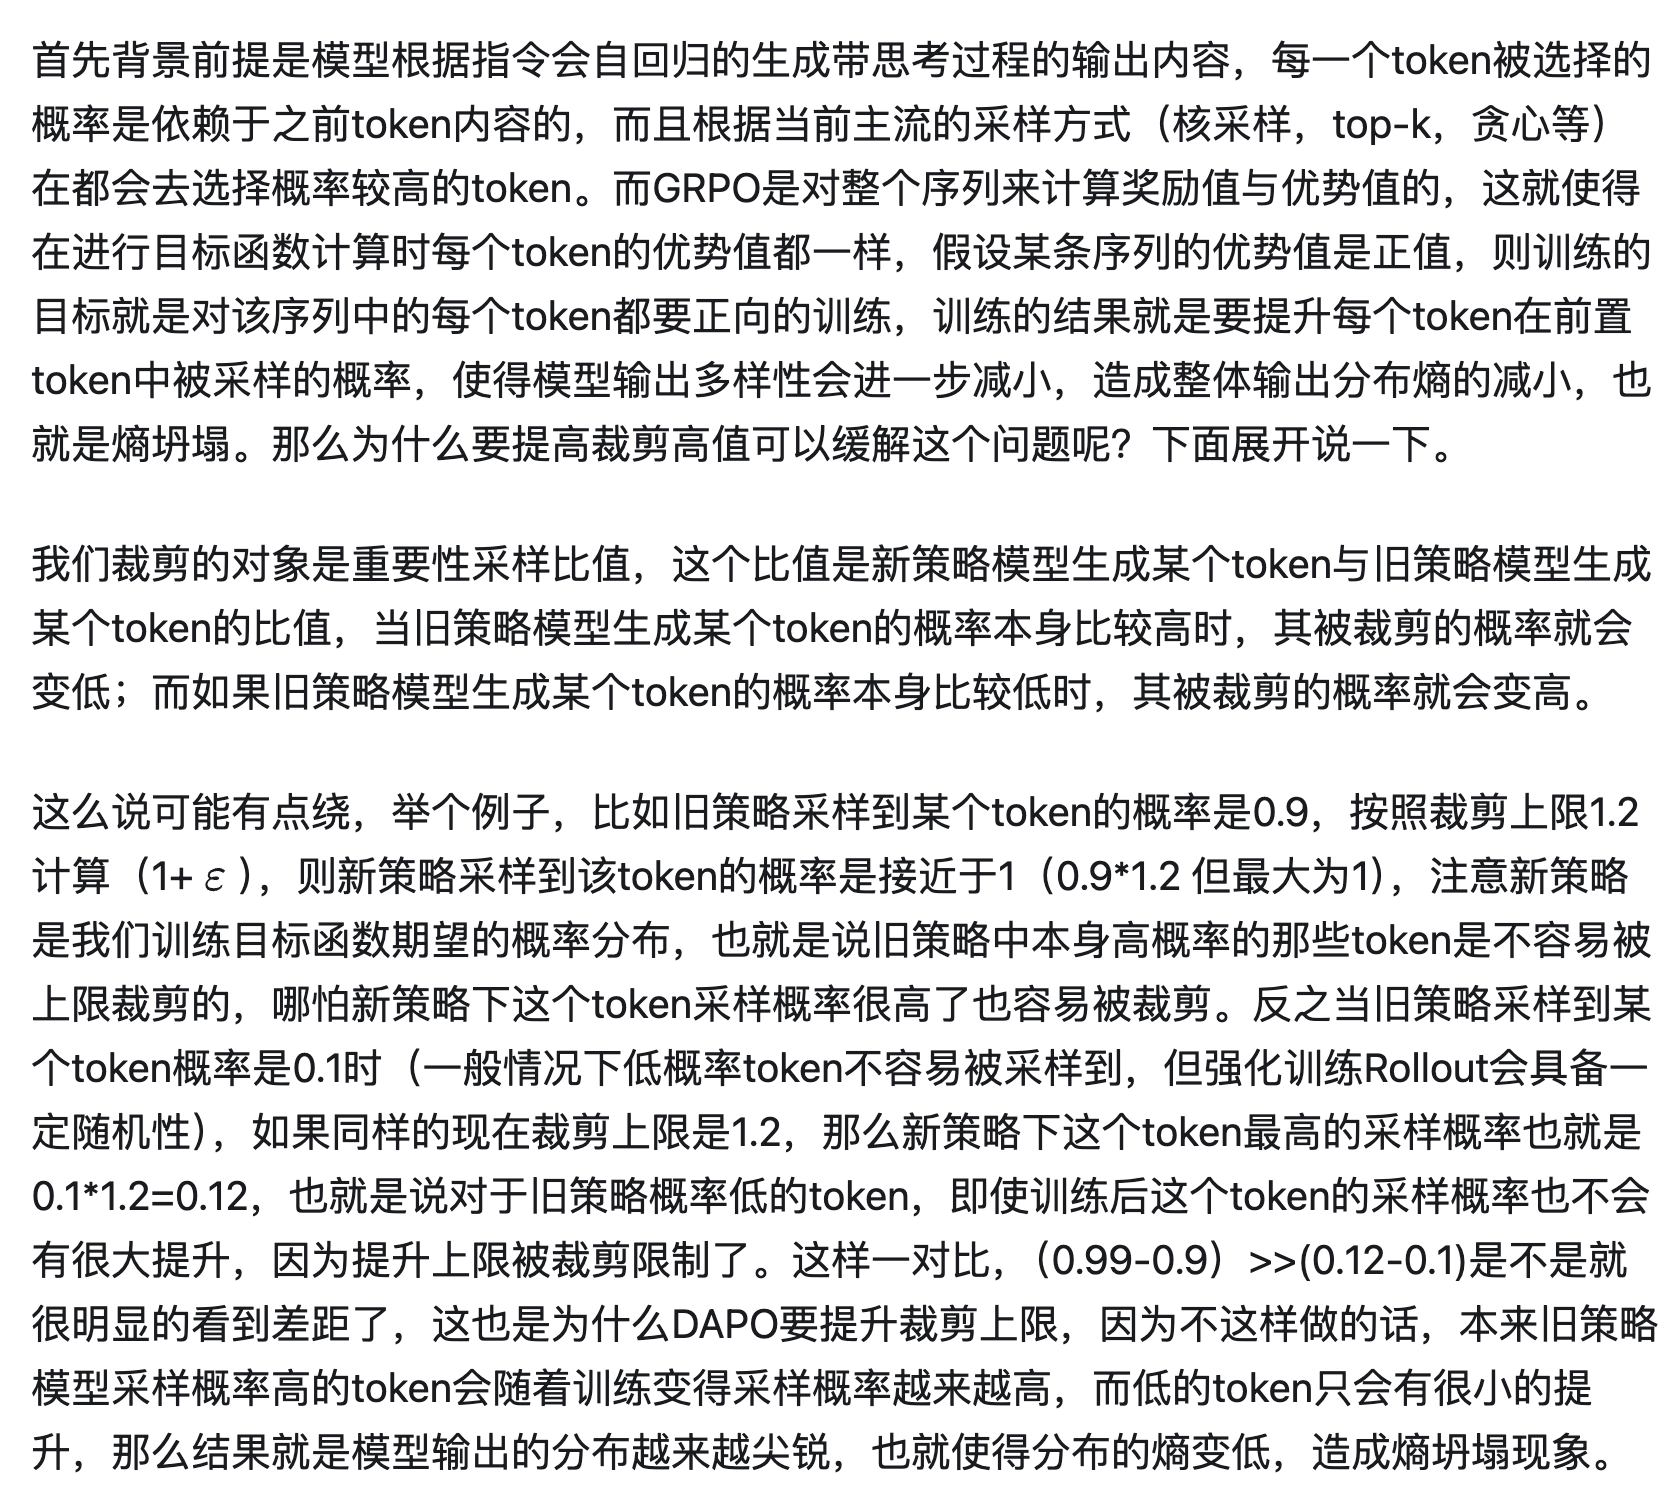 首先背景前提是模型根据指令会自回归的生成带思考过程的输出内容，每一个token被选择的
概率是依赖于之前token内容的，而且根据当前主流的采样方式（核采样，top-k，贪心等）
在都会去选择概率较高的token。而GRPO是对整个序列来计算奖励值与优势值的，这就使得
在进行目标函数计算时每个token的优势值都一样，假设某条序列的优势值是正值，则训练的
目标就是对该序列中的每个token都要正向的训练，训练的结果就是要提升每个token在前置
token中被采样的概率，使得模型输出多样性会进一步减小，造成整体输出分布熵的减小，也
就是熵坍塌。那么为什么要提高裁剪高值可以缓解这个问题呢？下面展开说一下。
我们裁剪的对象是重要性采样比值，这个比值是新策略模型生成某个token与旧策略模型生成
某个token的比值，当旧策略模型生成某个token的概率本身比较高时，其被裁剪的概率就会
变低；而如果旧策略模型生成某个token的概率本身比较低时，其被裁剪的概率就会变高。
这么说可能有点绕，举个例子，比如旧策略采样到某个token的概率是0.9，按照裁剪上限1.2
计算（1+ ε ），则新策略采样到该token的概率是接近于1（0.9*1.2 但最大为1），注意新策略
是我们训练目标函数期望的概率分布，也就是说旧策略中本身高概率的那些token是不容易被
上限裁剪的，哪怕新策略下这个token采样概率很高了也容易被裁剪。反之当旧策略采样到某
个token概率是0.1时（一般情况下低概率token不容易被采样到，但强化训练Rollout会具备一
定随机性），如果同样的现在裁剪上限是1.2，那么新策略下这个token最高的采样概率也就是
0.1*1.2=0.12，也就是说对于旧策略概率低的token，即使训练后这个token的采样概率也不会
有很大提升，因为提升上限被裁剪限制了。这样一对比，（0.99-0.9）>>(0.12-0.1)是不是就
很明显的看到差距了，这也是为什么DAPO要提升裁剪上限，因为不这样做的话，本来旧策略
模型采样概率高的token会随着训练变得采样概率越来越高，而低的token只会有很小的提
升，那么结果就是模型输出的分布越来越尖锐，也就使得分布的熵变低，造成熵坍塌现象。